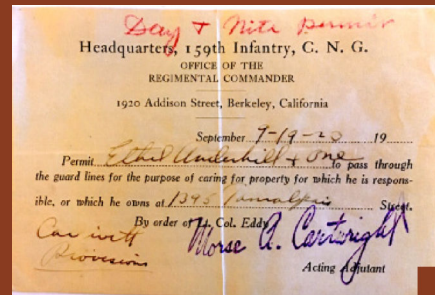 Day + Nite Permit
Headquarters, 159th Infantry, C. N. G.
OFFICE OF THE
REGIMENTAL COMMANDER
1920 Addison Street, Berkeley, California
September 9-19-23 19
Permit Ethel Underhill + one to pass through
the guard lines for the purpose of caring for property for which he is respons-
ible, or which he owns at 1395 Street.
By order of Lt. Col. Eddy
Car with
Provisions
Morse A. Cartwright
Acting Adjutant